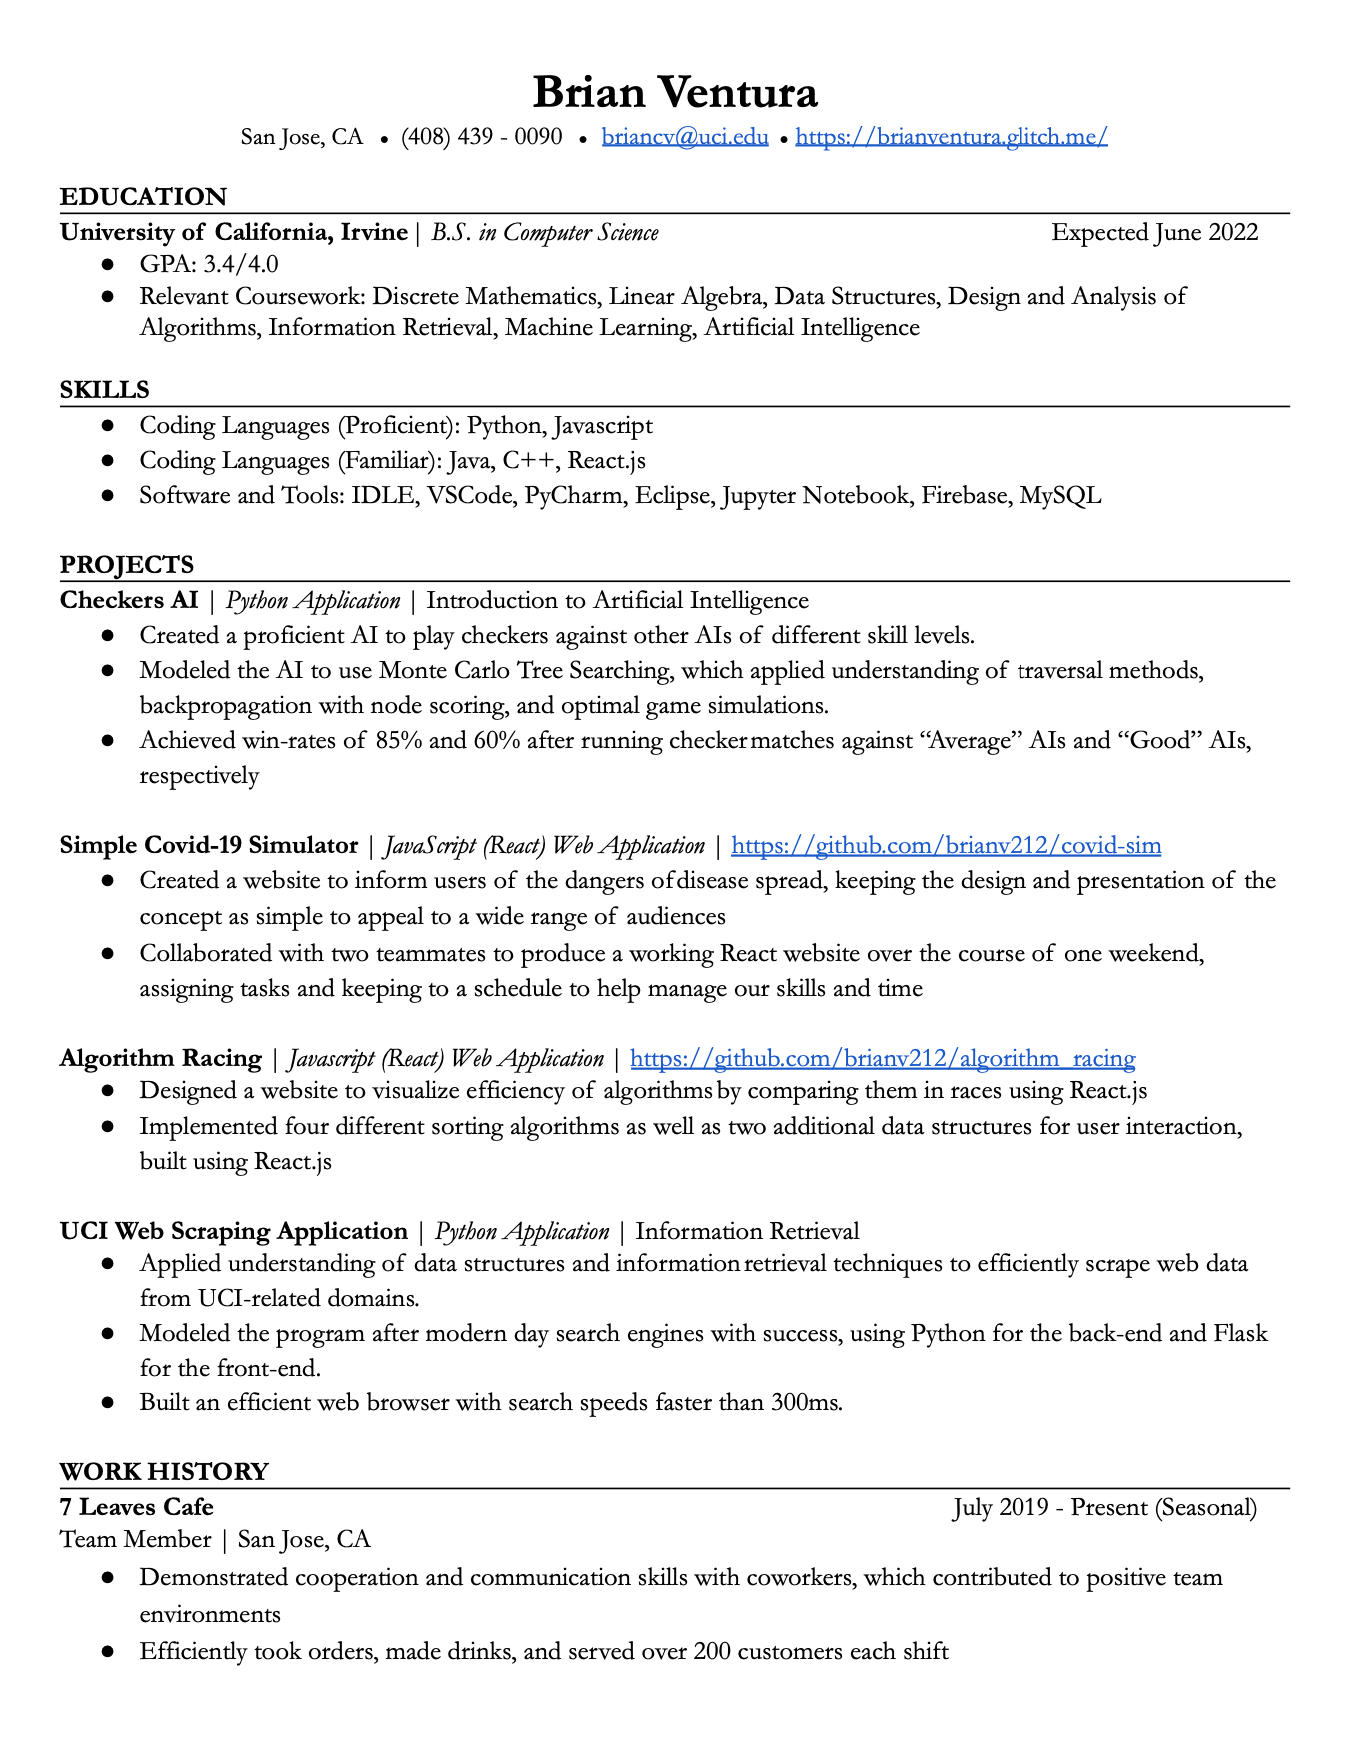 Brian Ventura
San Jose, CA • (408) 439 - 0090 • briancv@uci.edu • https://brianventura.glitch.me/
EDUCATION
University of California, Irvine | B.S. in Computer Science Expected June 2022
● GPA: 3.4/4.0
● Relevant Coursework: Discrete Mathematics, Linear Algebra, Data Structures, Design and Analysis of
Algorithms, Information Retrieval, Machine Learning, Artificial Intelligence
SKILLS
● Coding Languages (Proficient): Python, Javascript
● Coding Languages (Familiar): Java, C++, React.js
● Software and Tools: IDLE, VSCode, PyCharm, Eclipse, Jupyter Notebook, Firebase, MySQL
PROJECTS
Checkers AI | Python Application | Introduction to Artificial Intelligence
● Created a proficient AI to play checkers against other AIs of different skill levels.
● Modeled the AI to use Monte Carlo Tree Searching, which applied understanding of traversal methods,
backpropagation with node scoring, and optimal game simulations.
● Achieved win-rates of 85% and 60% after running checker matches against “Average” AIs and “Good” AIs,
respectively
Simple Covid-19 Simulator | JavaScript (React) Web Application | https://github.com/brianv212/covid-sim
● Created a website to inform users of the dangers of disease spread, keeping the design and presentation of the
concept as simple to appeal to a wide range of audiences
● Collaborated with two teammates to produce a working React website over the course of one weekend,
assigning tasks and keeping to a schedule to help manage our skills and time
Algorithm Racing | Javascript (React) Web Application | https://github.com/brianv212/algorithm_racing
● Designed a website to visualize efficiency of algorithms by comparing them in races using React.js
● Implemented four different sorting algorithms as well as two additional data structures for user interaction,
built using React.js
UCI Web Scraping Application | Python Application | Information Retrieval
● Applied understanding of data structures and information retrieval techniques to efficiently scrape web data
from UCI-related domains.
● Modeled the program after modern day search engines with success, using Python for the back-end and Flask
for the front-end.
● Built an efficient web browser with search speeds faster than 300ms.
WORK HISTORY
7 Leaves Cafe July 2019 - Present (Seasonal)
Team Member | San Jose, CA
● Demonstrated cooperation and communication skills with coworkers, which contributed to positive team
environments
● Efficiently took orders, made drinks, and served over 200 customers each shift